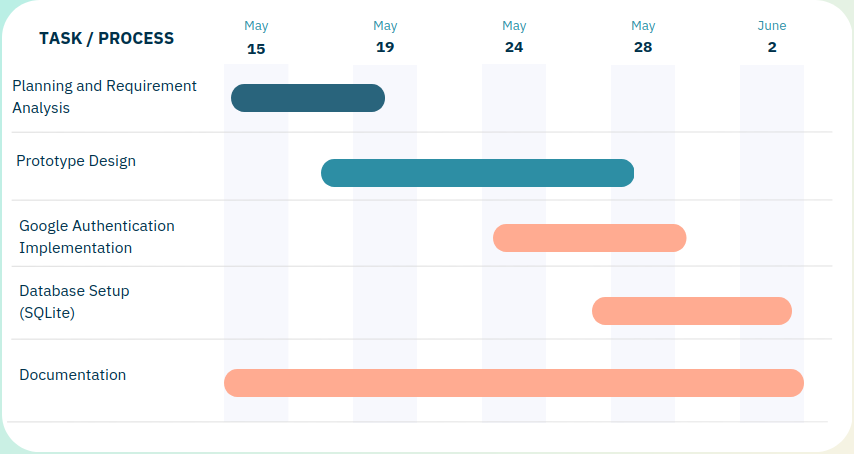 TASK / PROCESS
May
15
May
19
May
24
May
28
June
2
Planning and Requirement
Analysis
Prototype Design
Google Authentication
Implementation
Database Setup
(SQLite)
Documentation